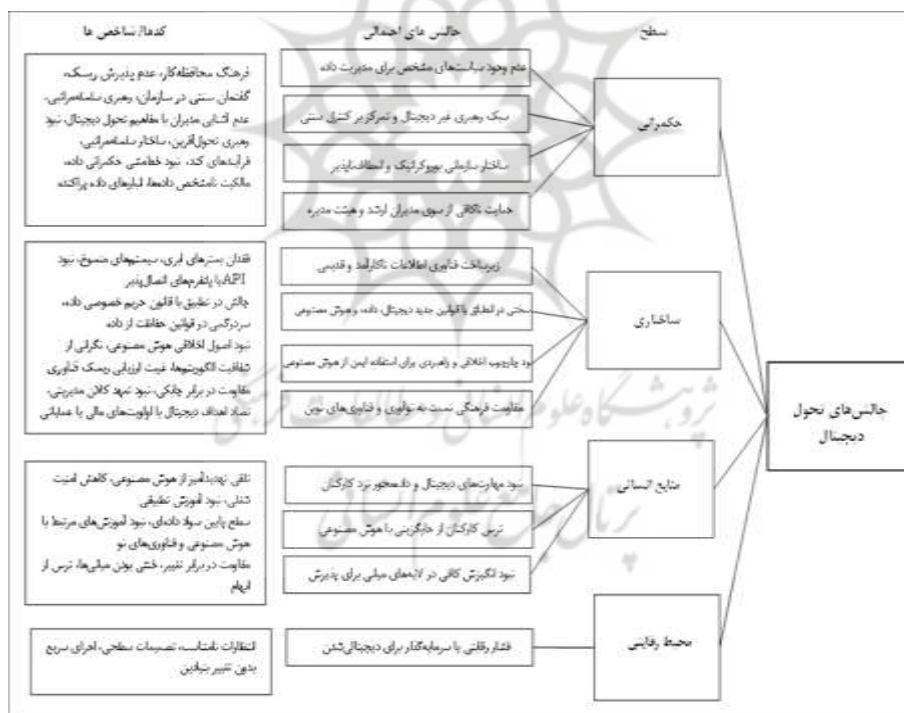 سطح
چالش های احتمالی
کدها/ شاخص ها
چالش‌های تحول
دیجیتال
حکمرانی
عدم وجود سیاست‌های مشخص برای مدیریت داده
سبک رهبری غیر دیجیتال و تمرکز بر کنترل سنتی
ساختار سازمانی بوروکراتیک و انعطاف‌ناپذیر
حمایت ناکافی از سوی مدیران ارشد و هیئت مدیره
فرهنگ محافظه‌کار، عدم پذیرش ریسک،
گفتمان سنتی در سازمان، رهبری سلسله‌مراتبی،
عدم آشنایی مدیران با مفاهیم تحول دیجیتال، نبود
رهبری تحول‌آفرین، ساختار سلسله‌مراتبی،
فرآیندهای کند، نبود خط‌مشی حکمرانی داده،
مالکیت نامشخص داده‌ها، انبارهای داده پراکنده
ساختاری
زیرساخت فناوری اطلاعات ناکارآمد و قدیمی
سختی در انطباق با قوانین جدید دیجیتال، داده، و هوش مصنوعی
بود چارچوب اخلاقی و راهبردی برای استفاده ایمن از هوش مصنوعی
مقاومت فرهنگی نسبت به نوآوری و فناوری‌های نوین
فقدان بسترهای ابری، سیستم‌های منسوخ، نبود
API یا پلتفرم‌های اتصال‌پذیر
چالش در تطبیق با قانون حریم خصوصی داده،
سردرگمی در قوانین حفاظت از داده
نبود اصول اخلاقی هوش مصنوعی، نگرانی از
شفافیت الگوریتم‌ها، غیبت ارزیابی ریسک فناوری
مقاومت در برابر چابکی، نبود تعهد کلان مدیریتی،
تضاد اهداف دیجیتال با اولویت‌های مالی یا عملیاتی
منابع انسانی
نبود مهارت‌های دیجیتال و داده‌محور نزد کارکنان
ترس کارکنان از جایگزینی با هوش مصنوعی
نبود انگیزش کافی در لایه‌های میانی برای پذیرش
تلقی تهدیدآمیز از هوش مصنوعی، کاهش امنیت
شغلی، نبود آموزش تطبیقی
سطح پایین سواد داده‌ای، نبود آموزش‌های مرتبط با
هوش مصنوعی و فناوری‌های نو
مقاومت در برابر تغییر، خنثی بودن میانی‌ها، ترس از
ابهام
محیط رقابتی
فشار رقابتی یا سرمایه‌گذار برای دیجیتالی‌شدن
انتظارات نامتناسب، تصمیمات سطحی، اجرای سریع
بدون تغییر بنیادین
پژوهشگاه علوم انسانی و مطالعات فرهنگی
پرتال جامع علوم انسانی